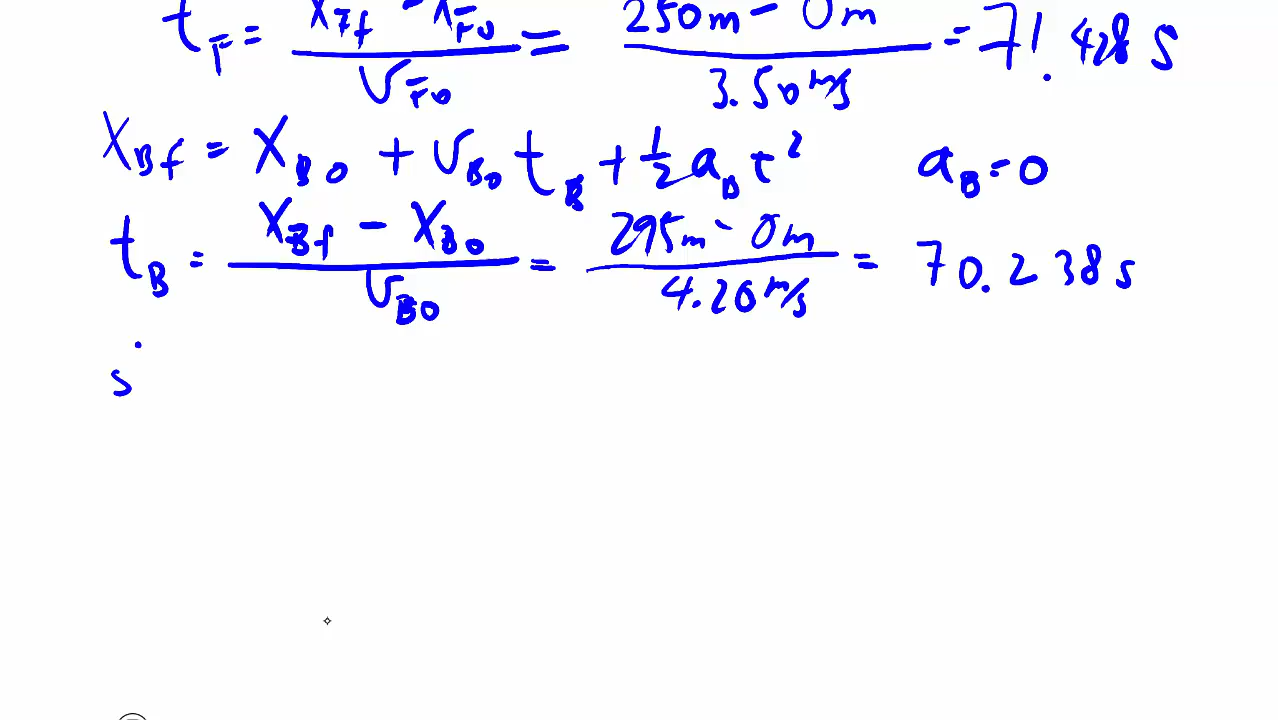 t_F = (x_Ff - x_F0) / v_F0 = (250m - 0m) / 3.50 m/s = 71.428 s
x_Bf = x_B0 + v_B0 t_B + 1/2 a_B t² a_B = 0
t_B = (x_Bf - x_B0) / v_B0 = (295m - 0m) / 4.20 m/s = 70.238 s
s